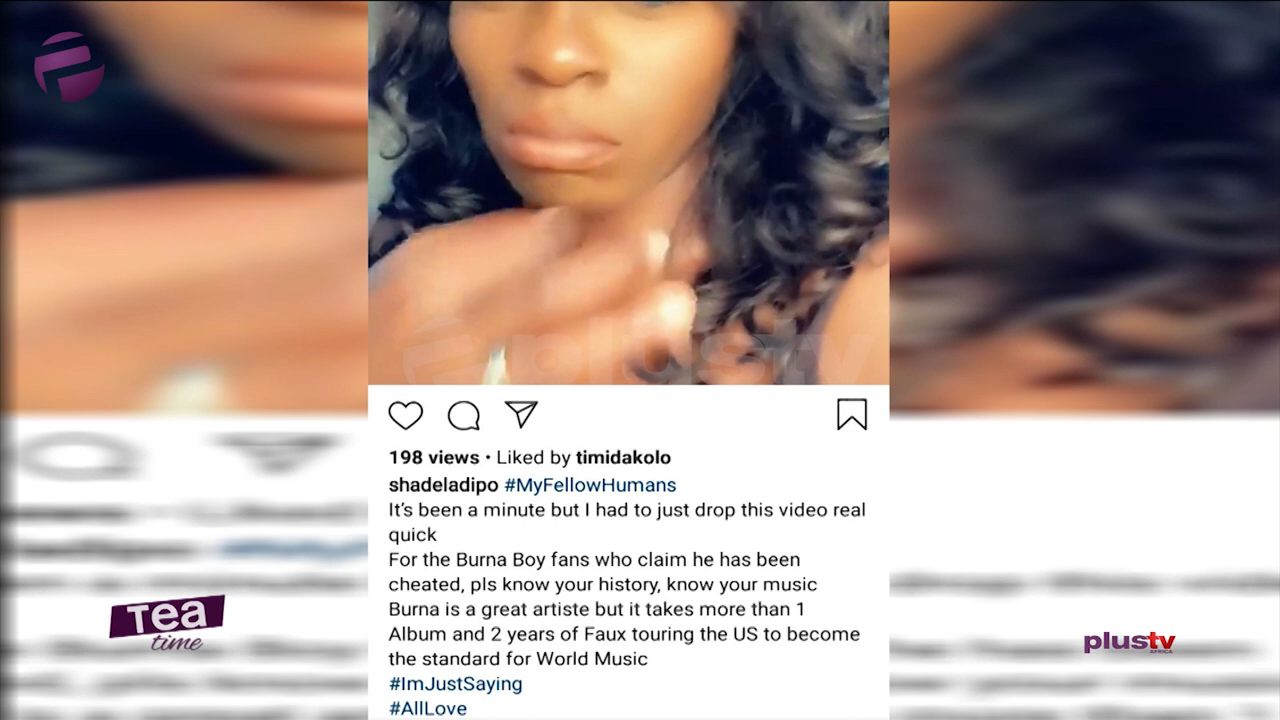 plustv
198 views • Liked by timidakolo
shadeladipo #MyFellowHumans
It's been a minute but I had to just drop this video real
quick
For the Burna Boy fans who claim he has been
cheated, pls know your history, know your music
Burna is a great artiste but it takes more than 1
Album and 2 years of Faux touring the US to become
the standard for World Music
#ImJustSaying
#AllLove
Tea
time
plustv
AFRICA